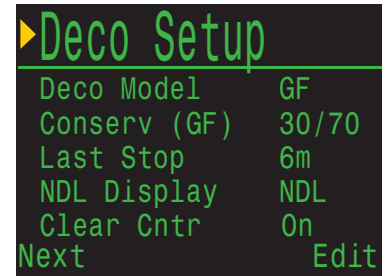 Deco Setup
Deco Model GF
Conserv (GF) 30/70
Last Stop 6m
NDL Display NDL
Clear Cntr On
Next Edit